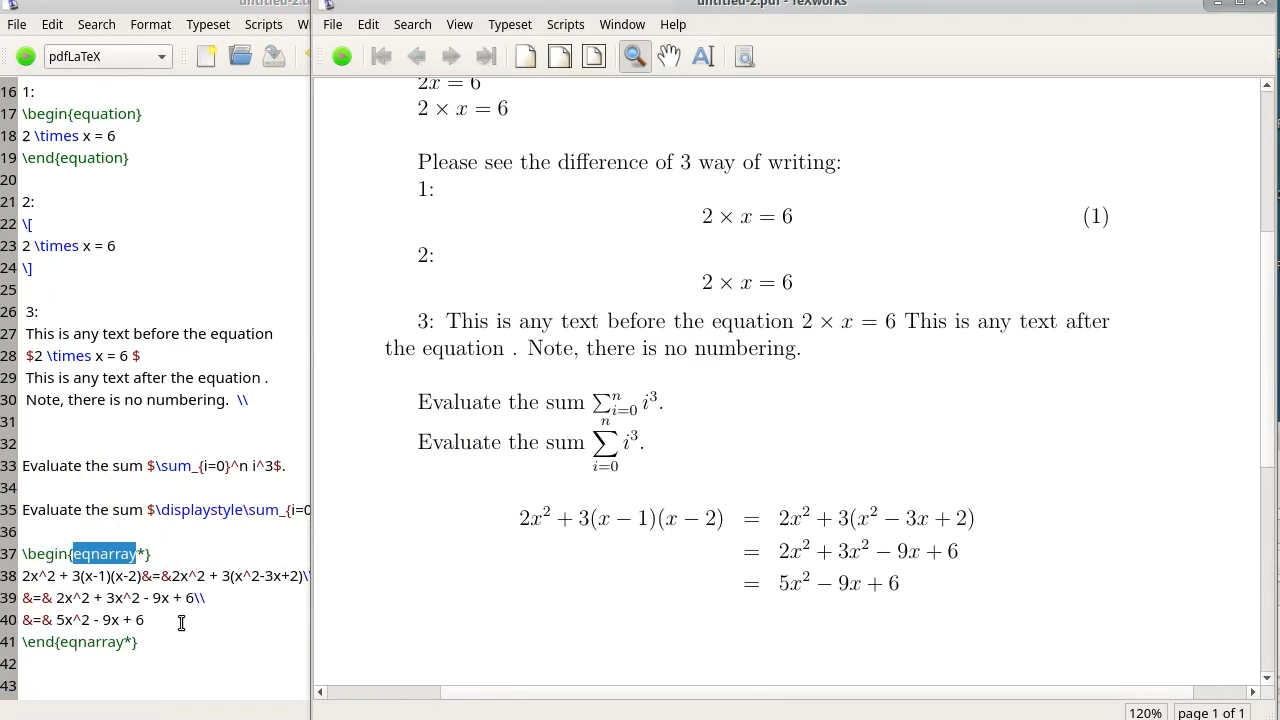 untitled-2.t
untitled-2.pdf - TeXworks
File Edit Search Format Typeset Scripts Wi
File Edit Search View Typeset Scripts Window Help
pdfLaTeX
16 1:
17 \begin{equation}
18 2 \times x = 6
19 \end{equation}
20
21 2:
22 \[
23 2 \times x = 6
24 \]
25
26 3:
27 This is any text before the equation
28 $2 \times x = 6 $
29 This is any text after the equation .
30 Note, there is no numbering. \\
31
32
33 Evaluate the sum $\sum_{i=0}^n i^3$.
34
35 Evaluate the sum $\displaystyle\sum_{i=0
36
37 \begin{eqnarray*}
38 2x^2 + 3(x-1)(x-2)&=&2x^2 + 3(x^2-3x+2)\\
39 &=& 2x^2 + 3x^2 - 9x + 6\\
40 &=& 5x^2 - 9x + 6
41 \end{eqnarray*}
42
43
2x = 6
2 × x = 6
Please see the difference of 3 way of writing:
1:
2 × x = 6 (1)
2:
2 × x = 6
3: This is any text before the equation 2 × x = 6 This is any text after
the equation . Note, there is no numbering.
Evaluate the sum ∑ⁿᵢ₌₀ i³.
Evaluate the sum ∑ⁿᵢ₌₀ i³.
2x² + 3(x − 1)(x − 2) = 2x² + 3(x² − 3x + 2)
= 2x² + 3x² − 9x + 6
= 5x² − 9x + 6
120% page 1 of 1